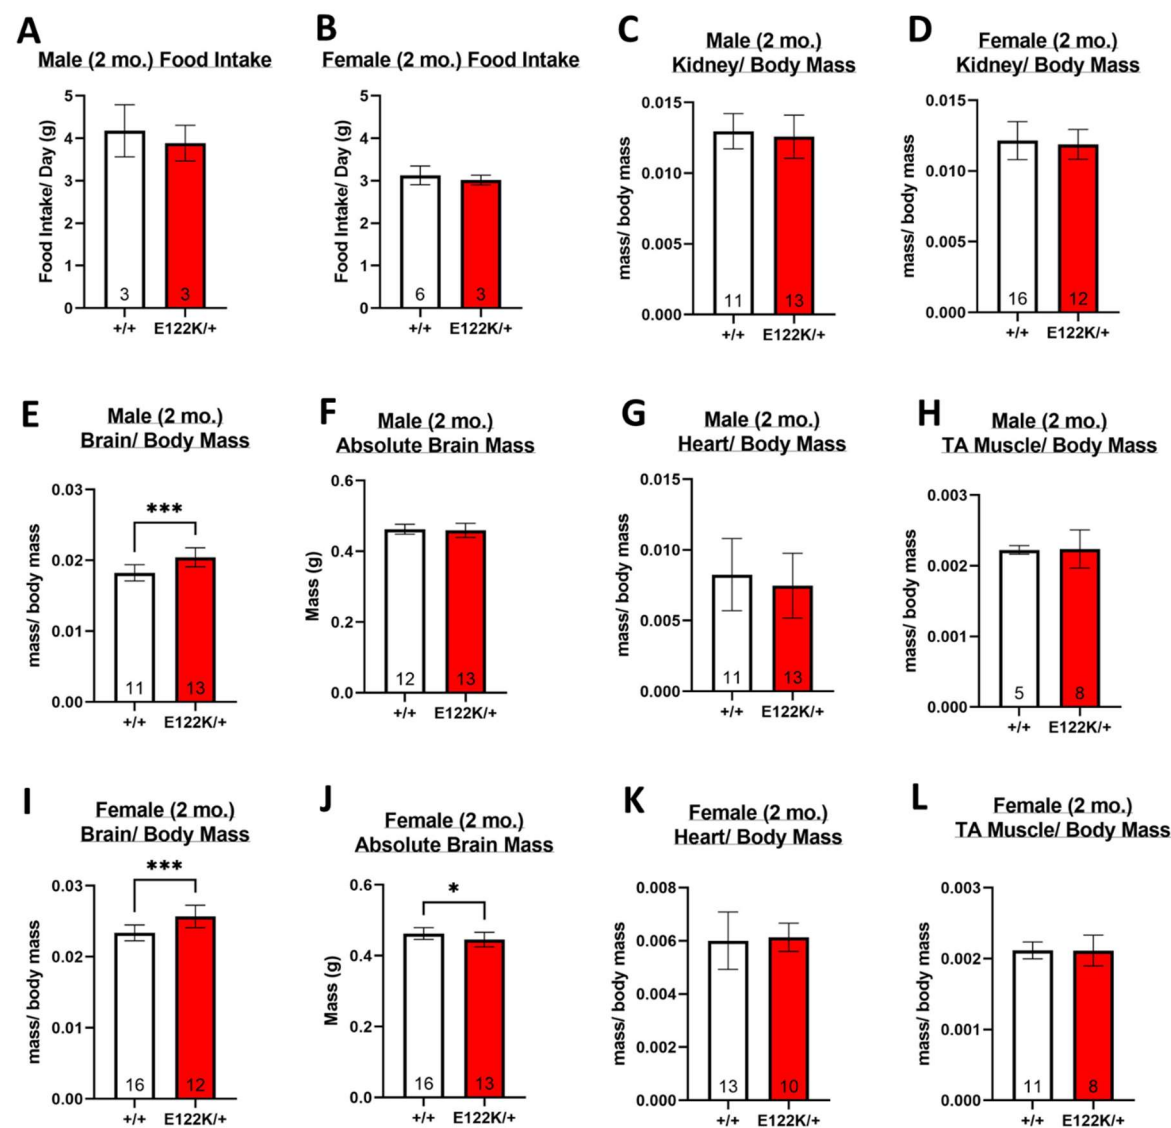 A
Male (2 mo.) Food Intake
Food Intake/ Day (g)
5
4
3
2
1
0
3
3
+/+
E122K/+
B
Female (2 mo.) Food Intake
Food Intake/ Day (g)
5
4
3
2
1
0
6
3
+/+
E122K/+
C
Male (2 mo.)
Kidney/ Body Mass
mass/ body mass
0.015
0.010
0.005
0.000
11
13
+/+
E122K/+
D
Female (2 mo.)
Kidney/ Body Mass
mass/ body mass
0.015
0.010
0.005
0.000
16
12
+/+
E122K/+
E
Male (2 mo.)
Brain/ Body Mass
mass/ body mass
0.03
0.02
0.01
0.00
***
11
13
+/+
E122K/+
F
Male (2 mo.)
Absolute Brain Mass
Mass (g)
0.6
0.4
0.2
0.0
12
13
+/+
E122K/+
G
Male (2 mo.)
Heart/ Body Mass
mass/ body mass
0.015
0.010
0.005
0.000
11
13
+/+
E122K/+
H
Male (2 mo.)
TA Muscle/ Body Mass
mass/ body mass
0.003
0.002
0.001
0.000
5
8
+/+
E122K/+
I
Female (2 mo.)
Brain/ Body Mass
mass/ body mass
0.03
0.02
0.01
0.00
***
16
12
+/+
E122K/+
J
Female (2 mo.)
Absolute Brain Mass
Mass (g)
0.6
0.4
0.2
0.0
*
16
13
+/+
E122K/+
K
Female (2 mo.)
Heart/ Body Mass
mass/ body mass
0.008
0.006
0.004
0.002
0.000
13
10
+/+
E122K/+
L
Female (2 mo.)
TA Muscle/ Body Mass
mass/ body mass
0.003
0.002
0.001
0.000
11
8
+/+
E122K/+